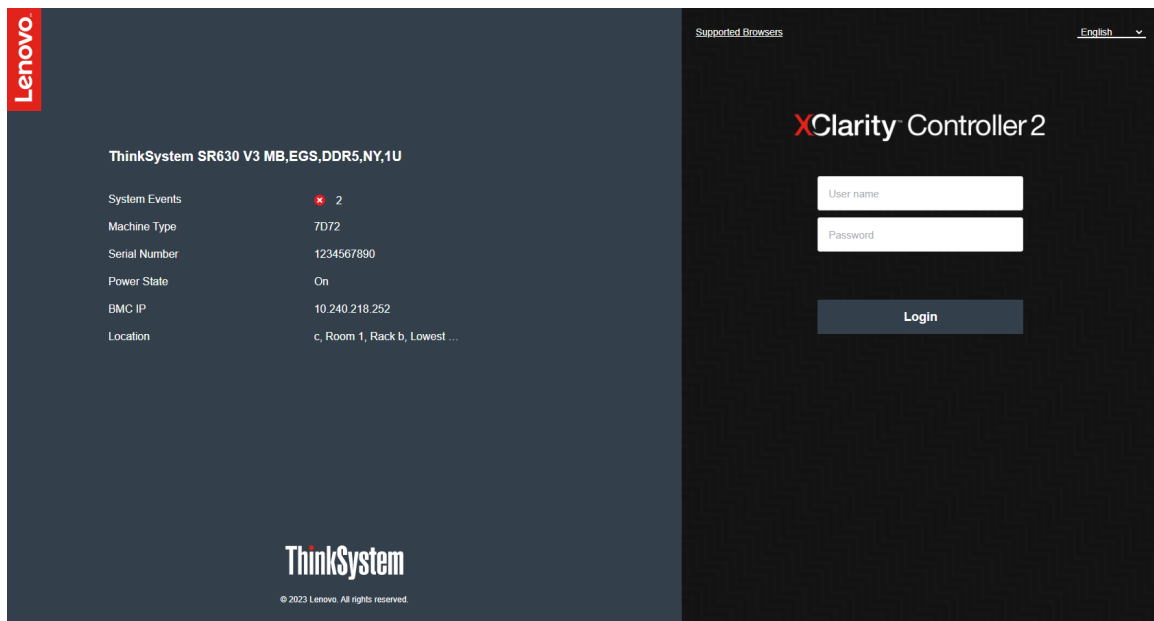 Lenovo.
ThinkSystem SR630 V3 MB,EGS,DDR5,NY,1U
System Events 2
Machine Type 7D72
Serial Number 1234567890
Power State On
BMC IP 10.240.218.252
Location c, Room 1, Rack b, Lowest ...
ThinkSystem
© 2023 Lenovo. All rights reserved.
Supported Browsers
English
XClarity™ Controller 2
User name
Password
Login